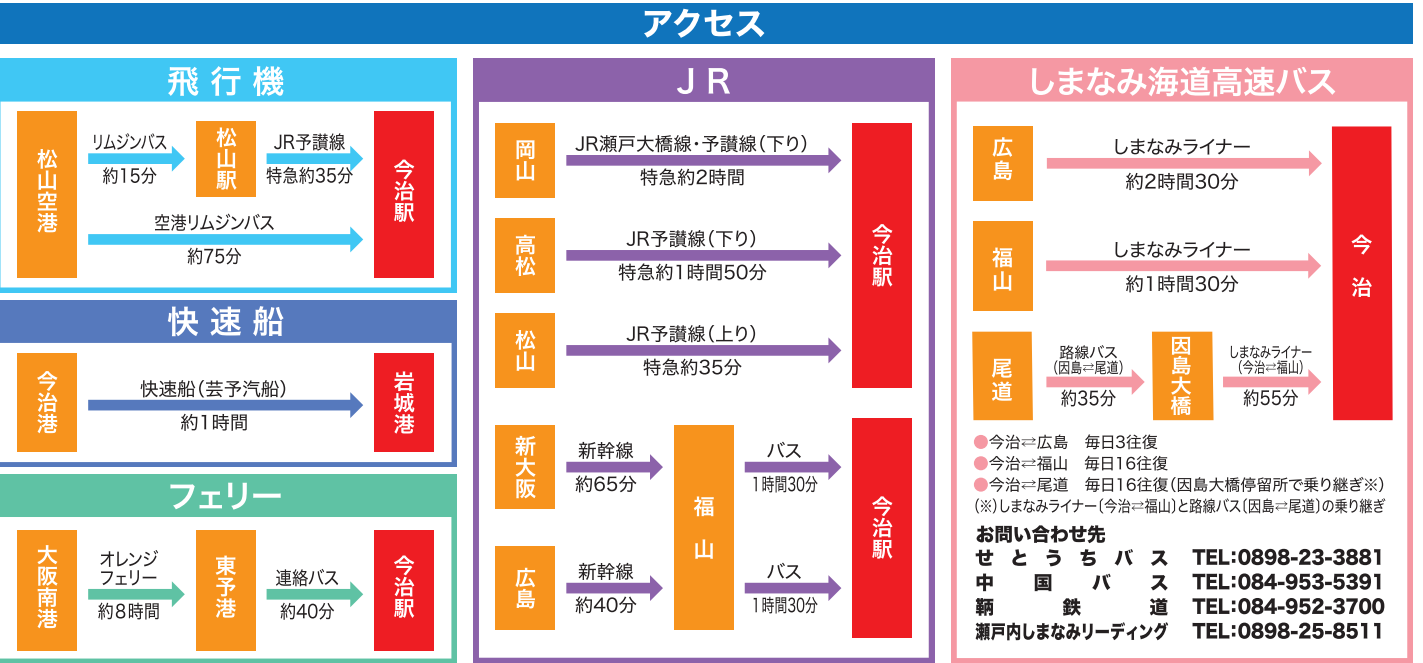 アクセス
飛行機
松山空港
リムジンバス
約15分
松山駅
JR予讃線
特急約35分
空港リムジンバス
約75分
今治駅
快速船
今治港
快速船(芸予汽船)
約1時間
岩城港
フェリー
大阪南港
オレンジ
フェリー
約8時間
東予港
連絡バス
約40分
今治駅
JR
岡山
JR瀬戸大橋線・予讃線(下り)
特急約2時間
高松
JR予讃線(下り)
特急約1時間50分
松山
JR予讃線(上り)
特急約35分
今治駅
新大阪
新幹線
約65分
福山
バス
1時間30分
広島
新幹線
約40分
バス
1時間30分
今治駅
しまなみ海道高速バス
広島
しまなみライナー
約2時間30分
福山
しまなみライナー
約1時間30分
尾道
路線バス
(因島⇄尾道)
約35分
因島大橋
しまなみライナー
(今治⇄福山)
約55分
今治
●今治⇄広島 毎日3往復
●今治⇄福山 毎日16往復
●今治⇄尾道 毎日16往復(因島大橋停留所で乗り継ぎ※)
(※)しまなみライナー〔今治⇄福山〕と路線バス〔因島⇄尾道〕の乗り継ぎ
お問い合わせ先
せとうちバス TEL:0898-23-3881
中国バス TEL:084-953-5391
鞆鉄道 TEL:084-952-3700
瀬戸内しまなみリーディング TEL:0898-25-8511